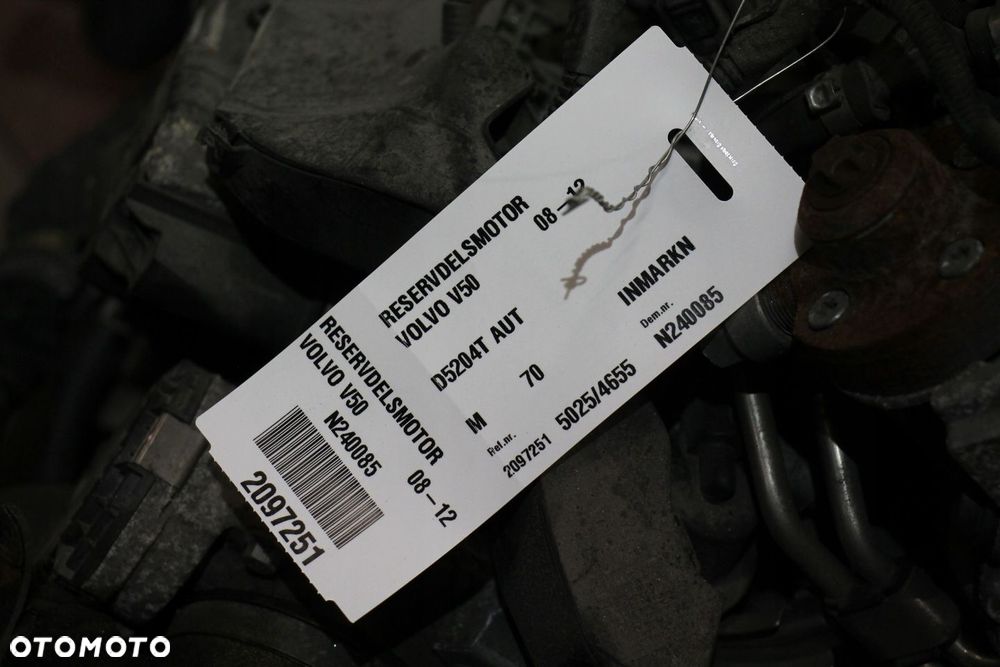 RESERVDELSMOTOR
VOLVO V50
08–12
D5204T AUT
M 70
INMARKN
Ref.nr.
2097251
5025/4655
Dem.nr.
N240085
RESERVDELSMOTOR
VOLVO V50
N240085
08–12
2097251
OTOMOTO